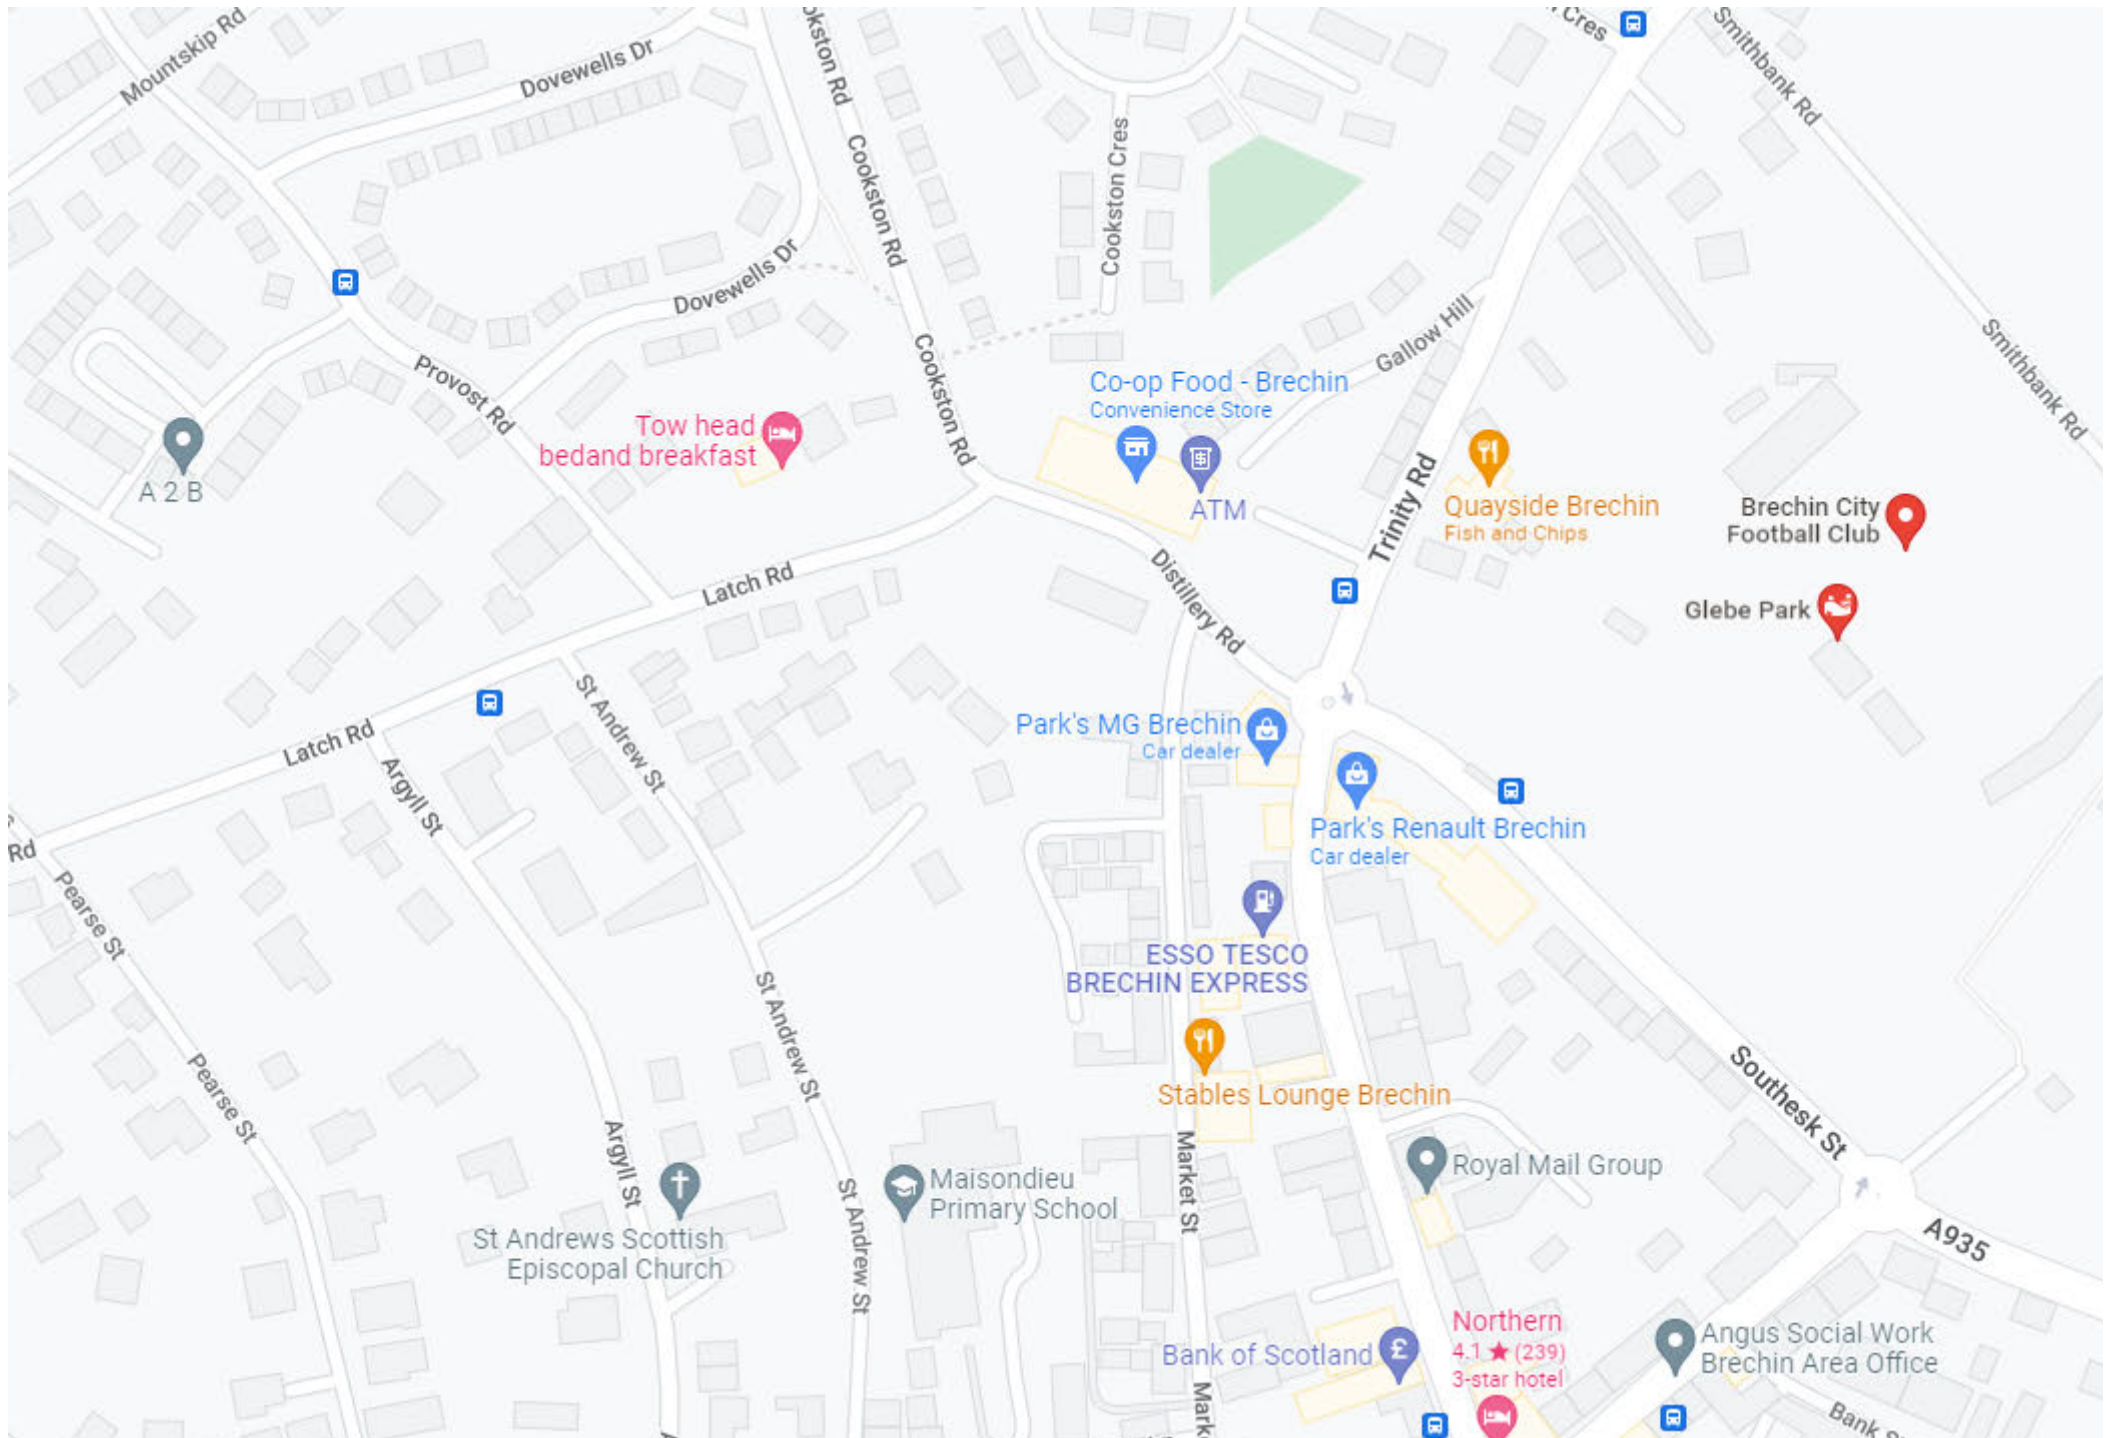 Mountskip Rd
Dovewells Dr
Cookston Rd
Cres
Smithbank Rd
Cookston Rd
Cookston Cres
Dovewells Dr
Gallow Hill
Smithbank Rd
Provost Rd
Cookston Rd
Co-op Food - Brechin
Convenience Store
Tow head
bedand breakfast
A 2 B
ATM
Trinity Rd
Quayside Brechin
Fish and Chips
Brechin City
Football Club
Latch Rd
Distillery Rd
Glebe Park
St Andrew St
Latch Rd
Park's MG Brechin
Car dealer
Argyll St
Park's Renault Brechin
Car dealer
Rd
Pearse St
ESSO TESCO
BRECHIN EXPRESS
St Andrew St
Stables Lounge Brechin
Southesk St
Pearse St
Argyll St
Market St
Royal Mail Group
Maisondieu
Primary School
St Andrew St
St Andrews Scottish
Episcopal Church
A935
Northern
4.1 ★ (239)
3-star hotel
Bank of Scotland
£
Angus Social Work
Brechin Area Office
Mark
Bank S